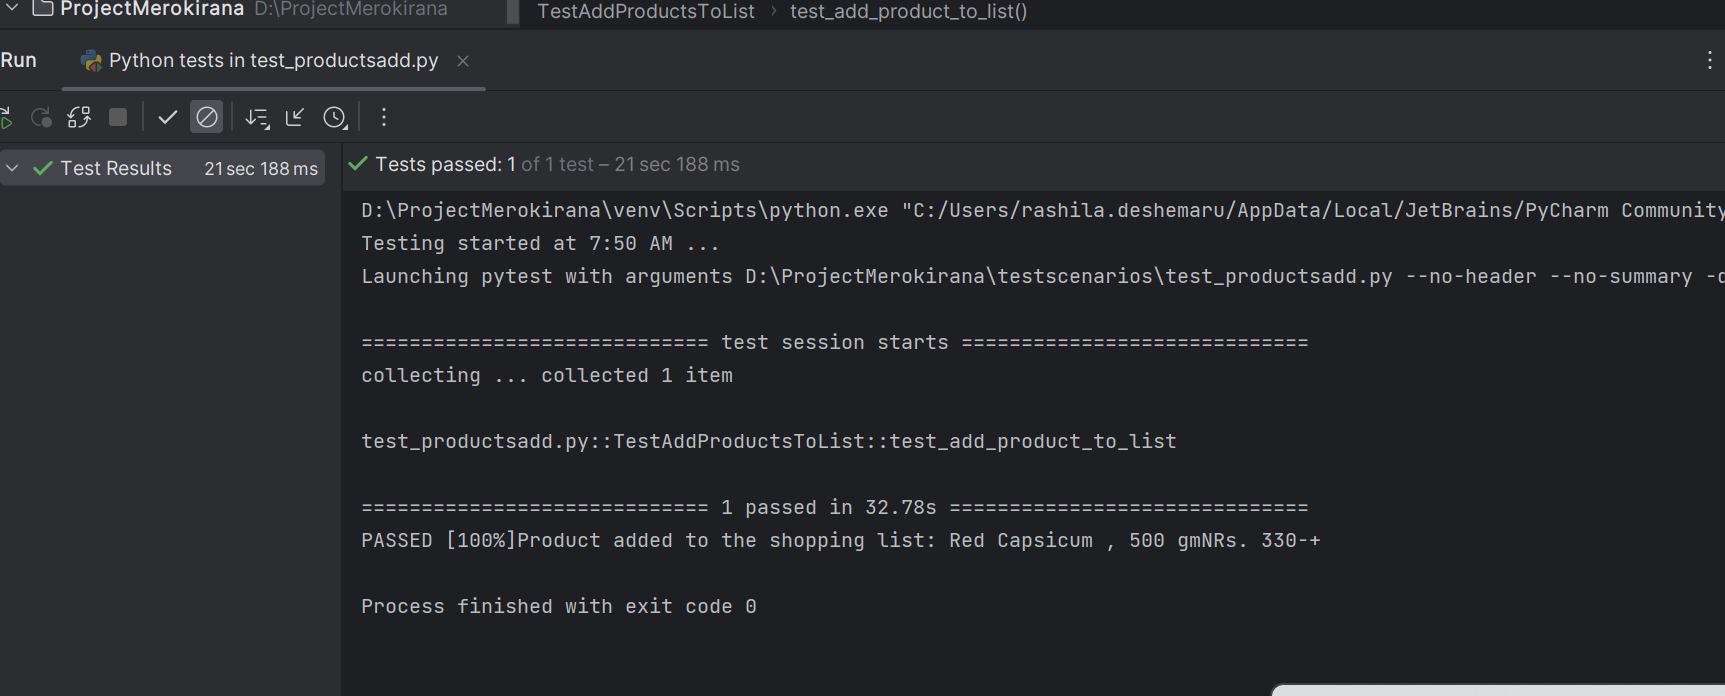 ProjectMerokirana D:\ProjectMerokirana
TestAddProductsToList › test_add_product_to_list()
Run Python tests in test_productsadd.py ×
Test Results 21 sec 188 ms
Tests passed: 1 of 1 test – 21 sec 188 ms
D:\ProjectMerokirana\venv\Scripts\python.exe "C:/Users/rashila.deshemaru/AppData/Local/JetBrains/PyCharm Community
Testing started at 7:50 AM ...
Launching pytest with arguments D:\ProjectMerokirana\testscenarios\test_productsadd.py --no-header --no-summary
============================= test session starts =============================
collecting ... collected 1 item
test_productsadd.py::TestAddProductsToList::test_add_product_to_list
============================= 1 passed in 32.78s ==============================
PASSED [100%]Product added to the shopping list: Red Capsicum , 500 gmNRs. 330-+
Process finished with exit code 0